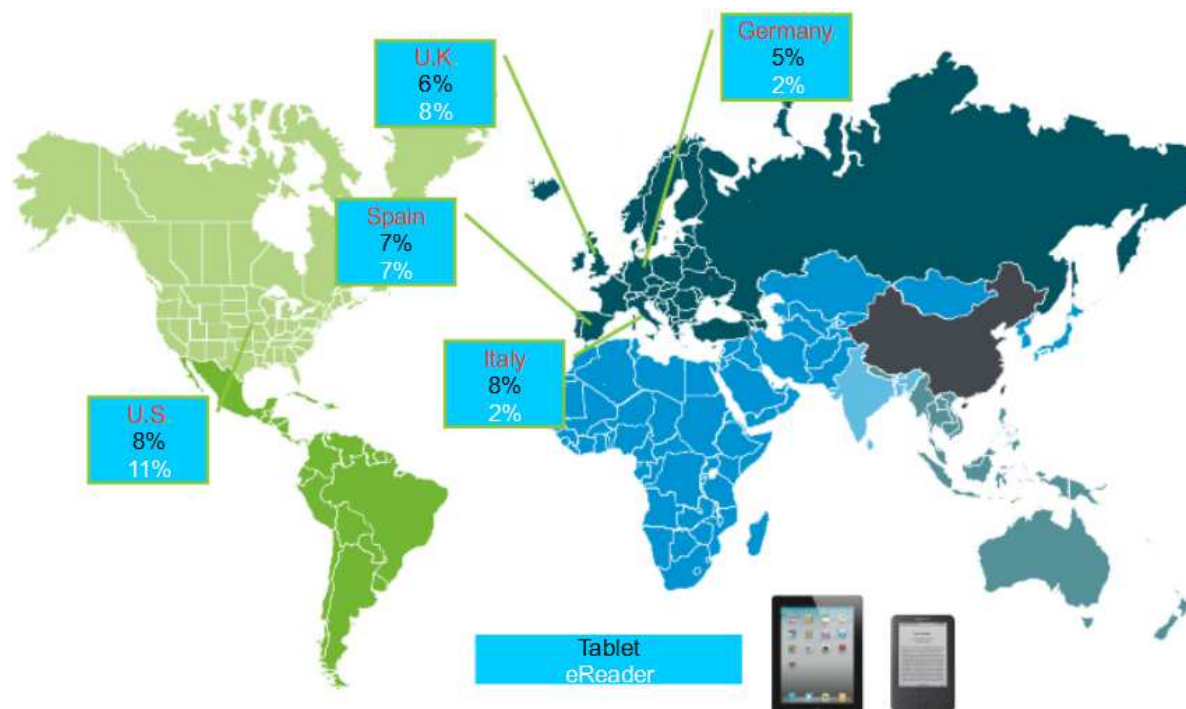 Germany
5%
2%
U.K.
6%
8%
Spain
7%
7%
Italy
8%
2%
U.S.
8%
11%
Tablet
eReader